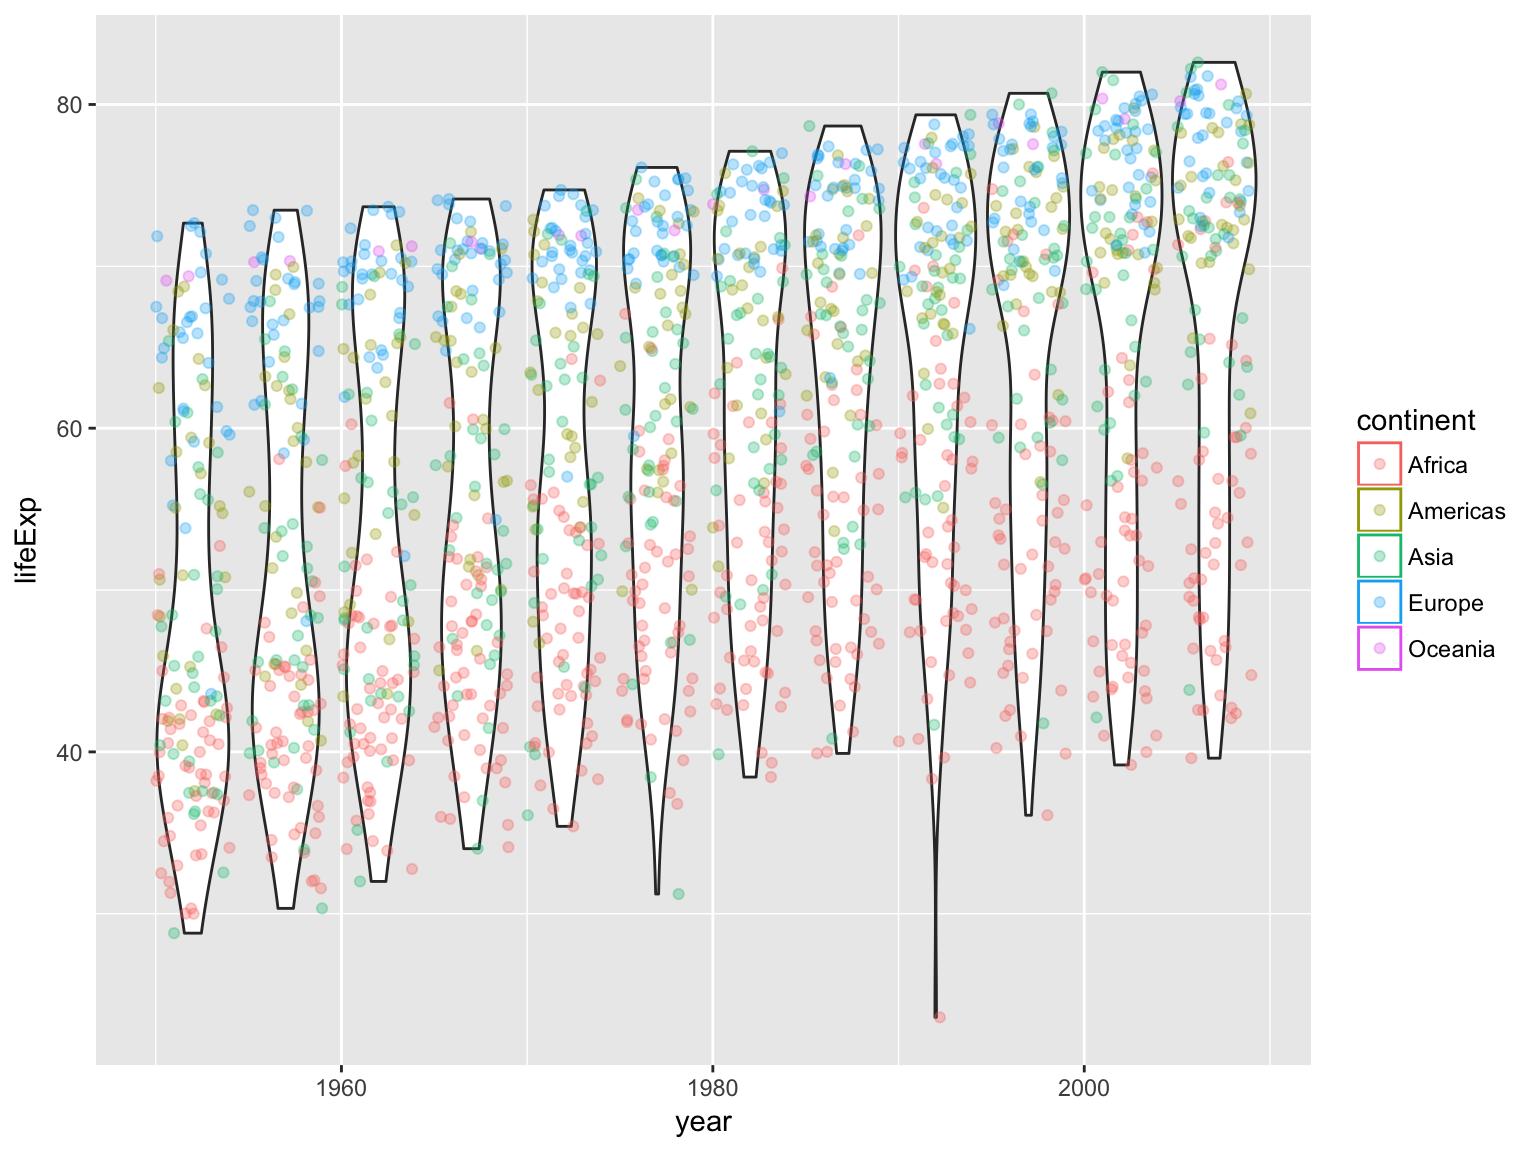 80
60
40
lifeExp
1960
1980
2000
year
continent
Africa
Americas
Asia
Europe
Oceania